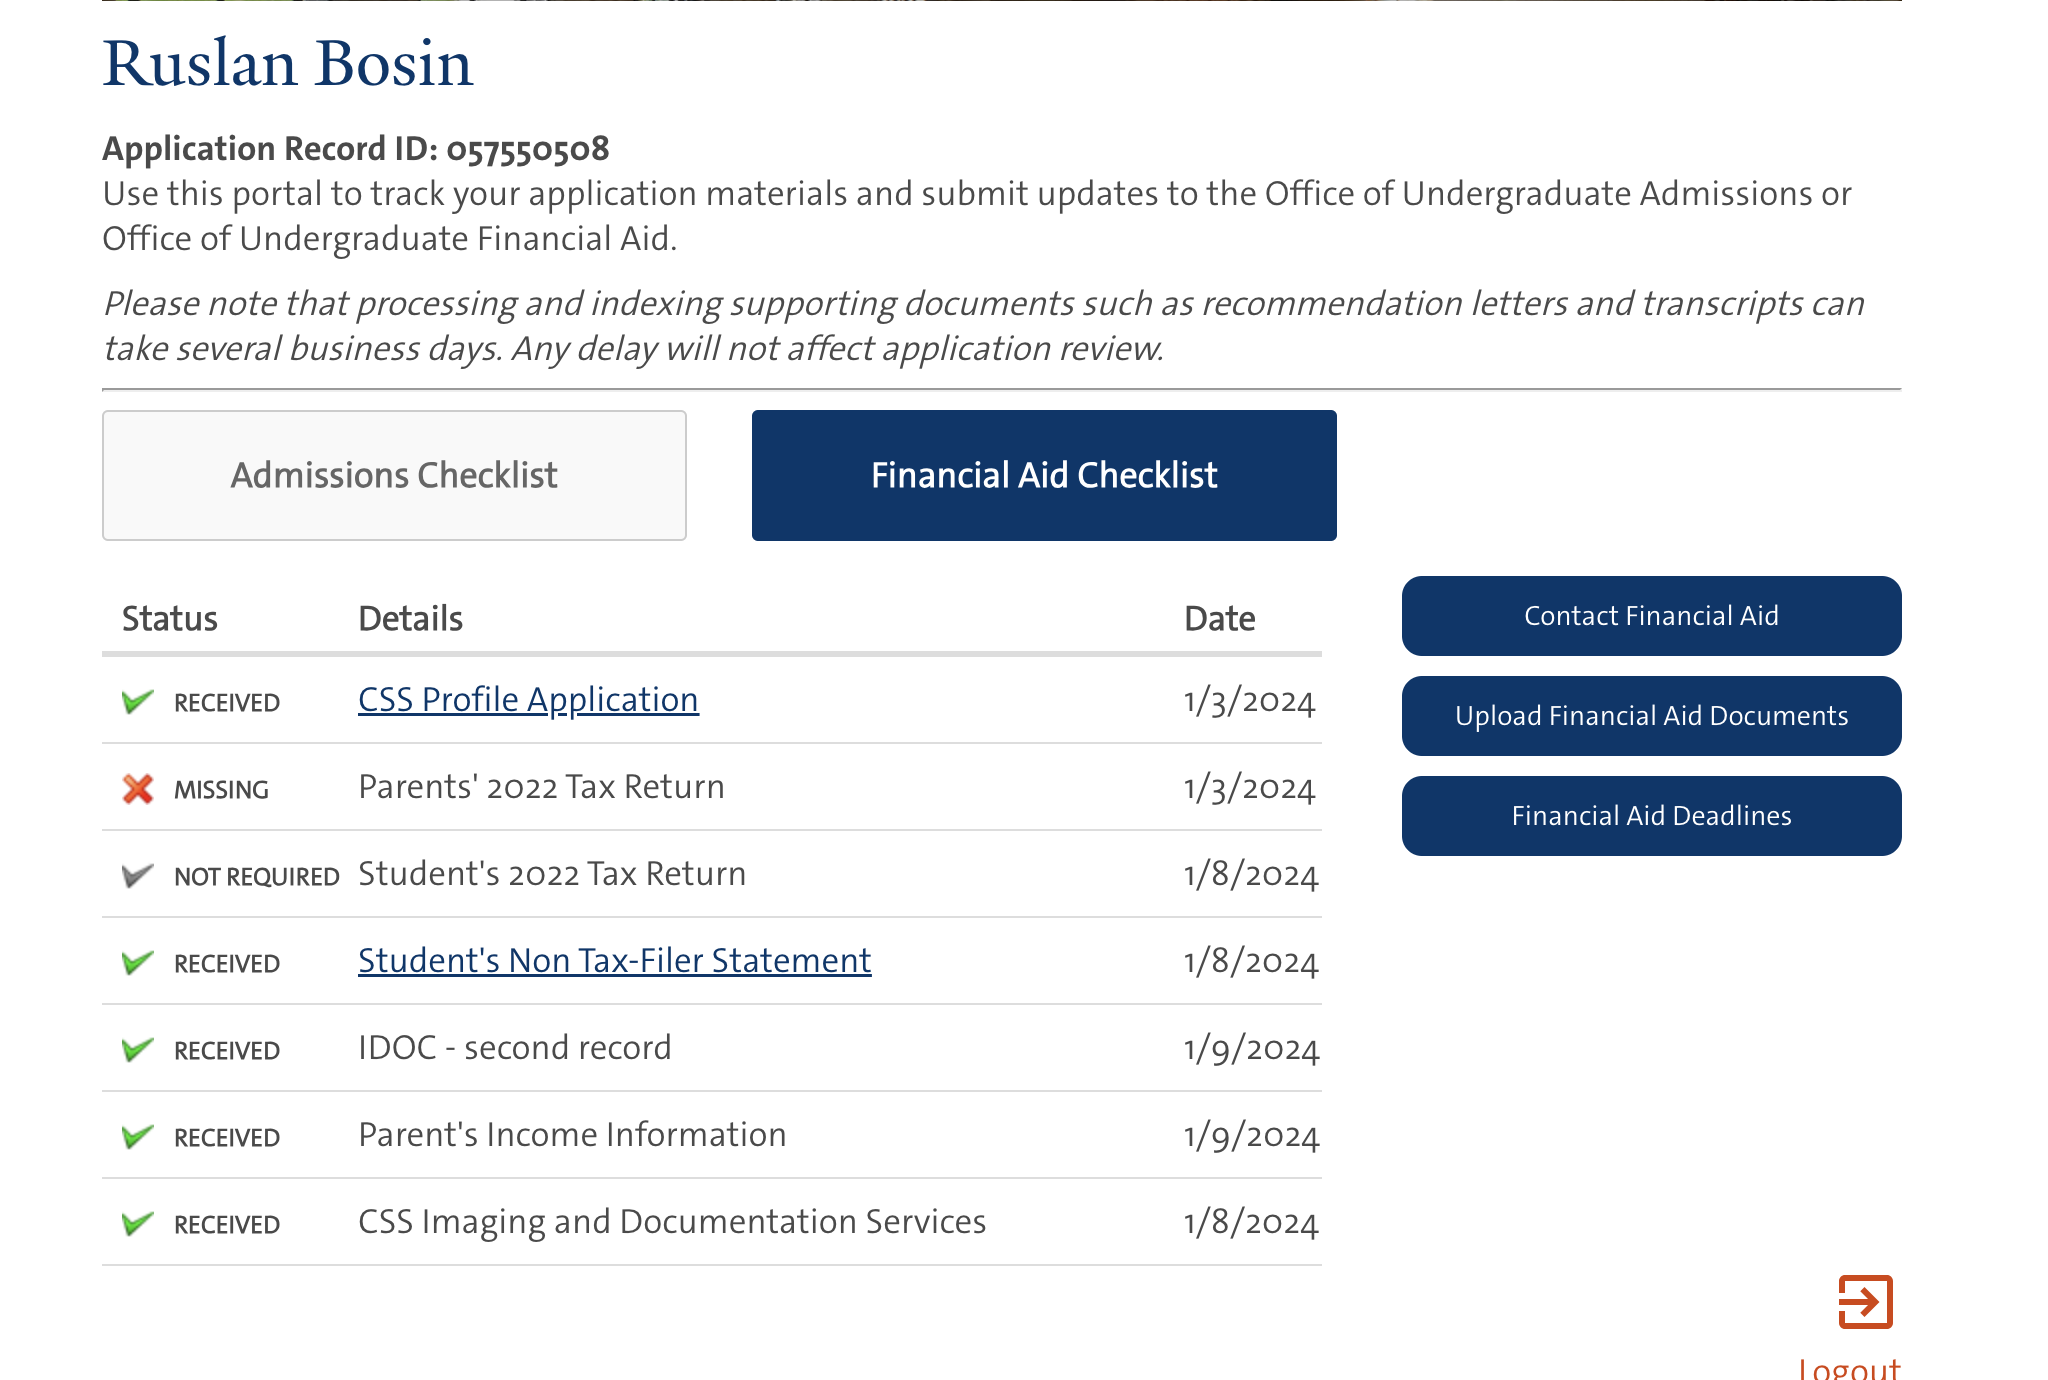 Ruslan Bosin
Application Record ID: 057550508
Use this portal to track your application materials and submit updates to the Office of Undergraduate Admissions or
Office of Undergraduate Financial Aid.
Please note that processing and indexing supporting documents such as recommendation letters and transcripts can
take several business days. Any delay will not affect application review.
Admissions Checklist
Financial Aid Checklist
Status Details Date
RECEIVED CSS Profile Application 1/3/2024
MISSING Parents' 2022 Tax Return 1/3/2024
NOT REQUIRED Student's 2022 Tax Return 1/8/2024
RECEIVED Student's Non Tax-Filer Statement 1/8/2024
RECEIVED IDOC - second record 1/9/2024
RECEIVED Parent's Income Information 1/9/2024
RECEIVED CSS Imaging and Documentation Services 1/8/2024
Contact Financial Aid
Upload Financial Aid Documents
Financial Aid Deadlines
Logout